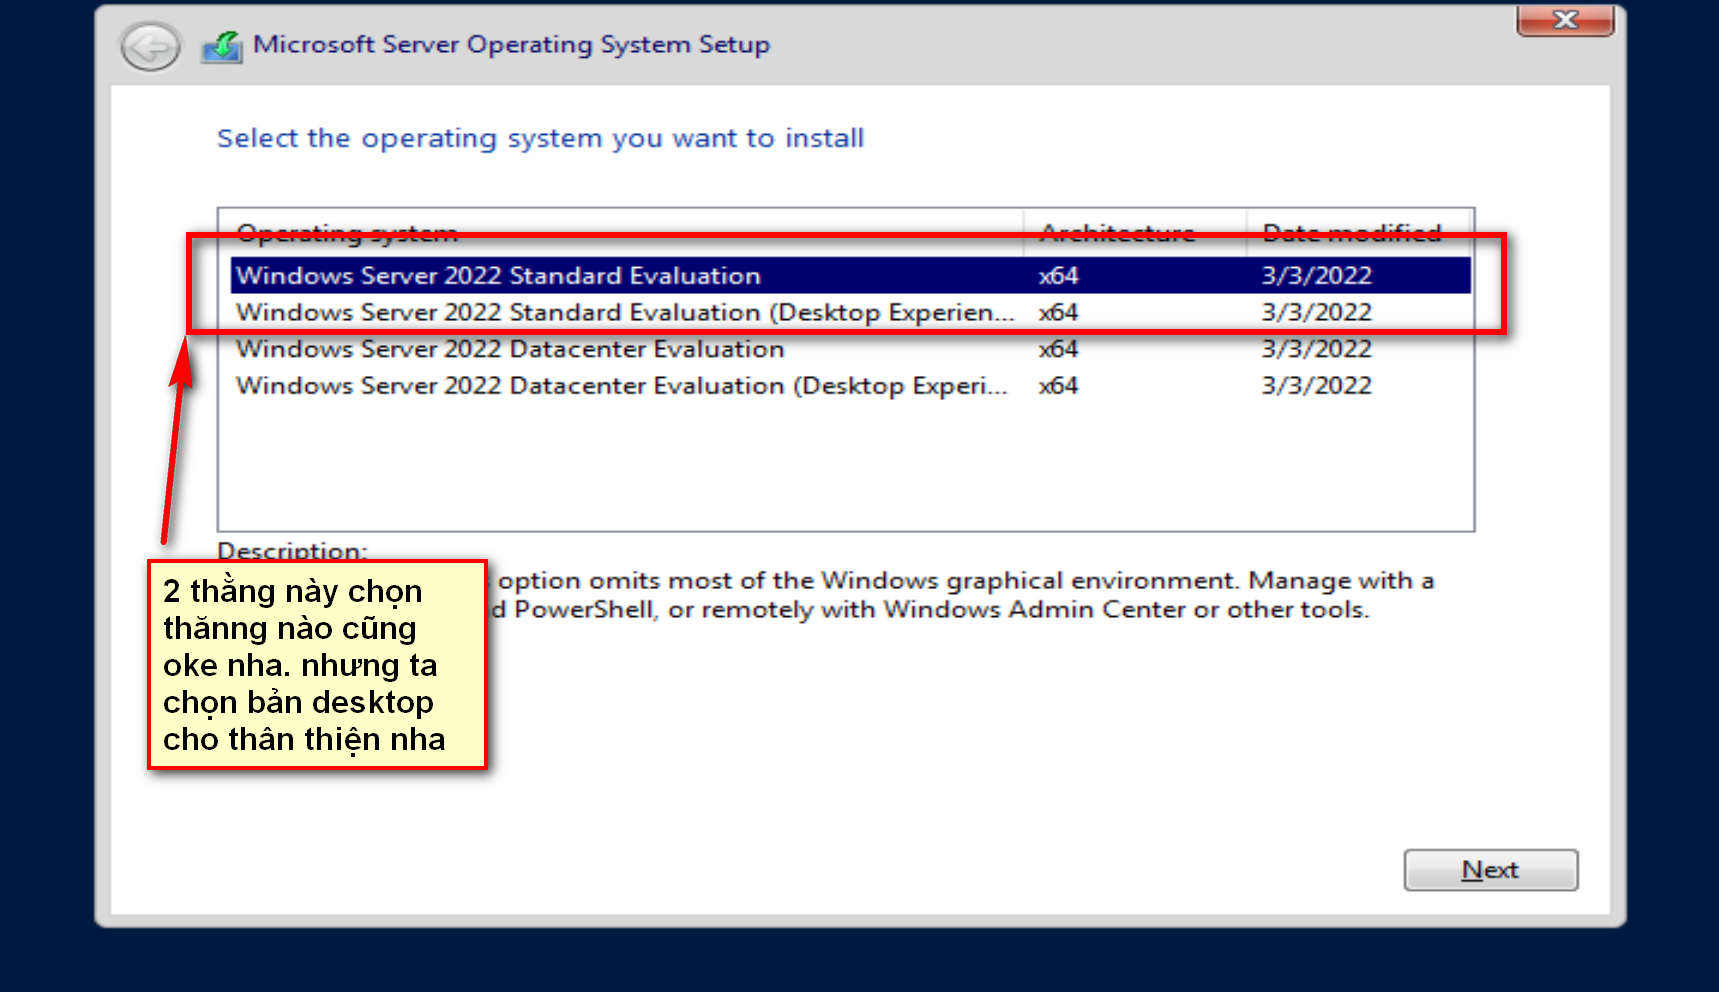 Microsoft Server Operating System Setup
Select the operating system you want to install
Operating system Architecture Date modified
Windows Server 2022 Standard Evaluation x64 3/3/2022
Windows Server 2022 Standard Evaluation (Desktop Experien... x64 3/3/2022
Windows Server 2022 Datacenter Evaluation x64 3/3/2022
Windows Server 2022 Datacenter Evaluation (Desktop Experi... x64 3/3/2022
Description:
option omits most of the Windows graphical environment. Manage with a
PowerShell, or remotely with Windows Admin Center or other tools.
2 thằng này chọn
thănng nào cũng
oke nha. nhưng ta
chọn bản desktop
cho thân thiện nha
Next